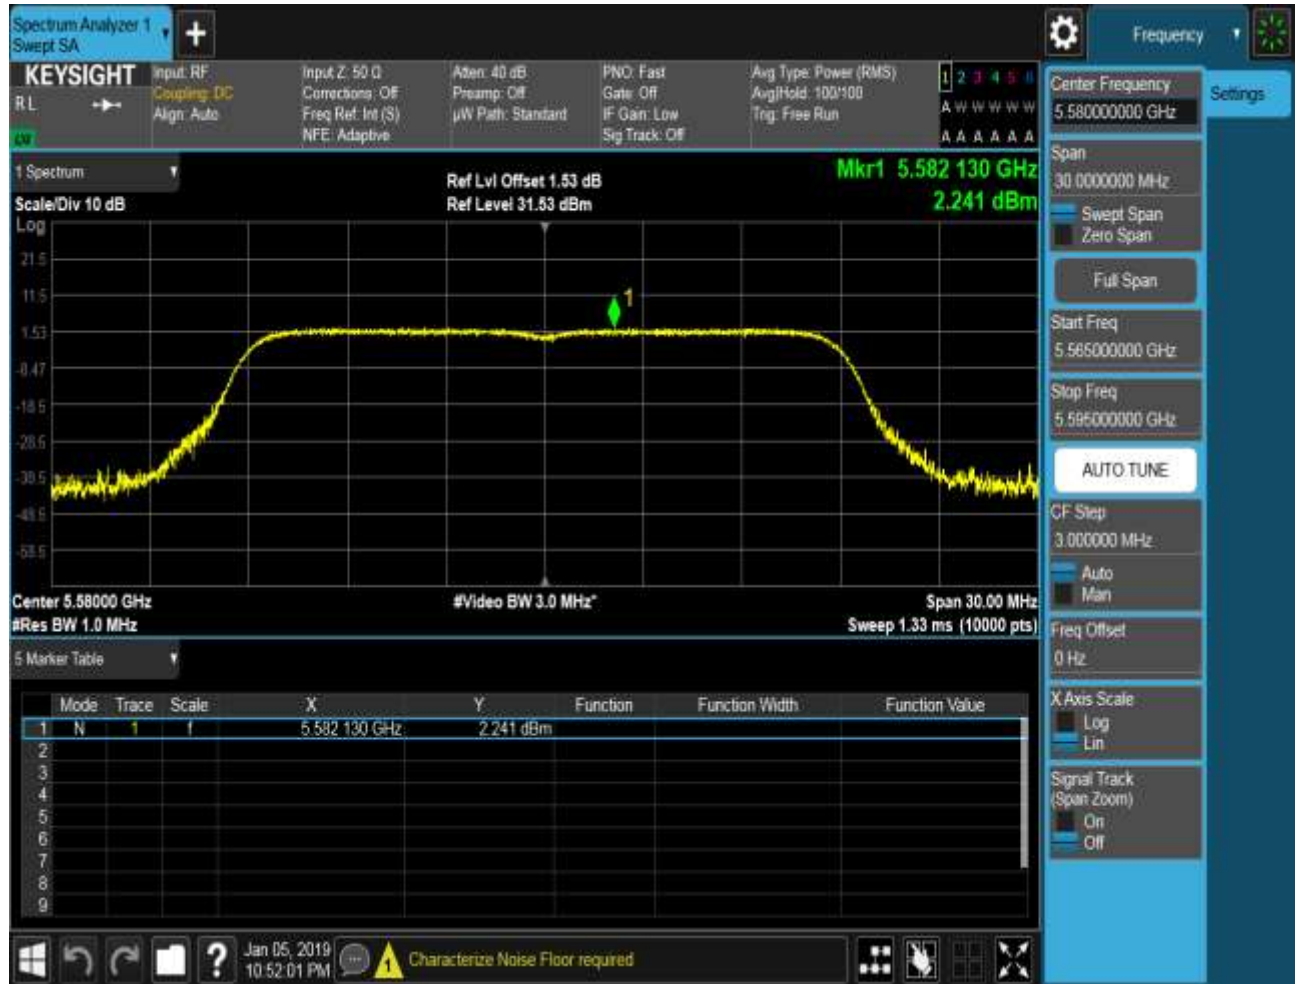 Spectrum Analyzer 1
Swept SA
Frequency
KEYSIGHT
R L
Input: RF
Coupling: DC
Align: Auto
Input Z: 50 Ω
Corrections: Off
Freq Ref: Int (S)
NFE: Adaptive
Atten: 40 dB
Preamp: Off
µW Path: Standard
PNO: Fast
Gate: Off
IF Gain: Low
Sig Track: Off
Avg Type: Power (RMS)
Avg|Hold: 100/100
Trig: Free Run
1 2 3 4 5 6
A W W W W W
A A A A A A
1 Spectrum
Scale/Div 10 dB
Log
Ref Lvl Offset 1.53 dB
Ref Level 31.53 dBm
Mkr1 5.582 130 GHz
2.241 dBm
21.5
11.5
1.53
-8.47
-18.5
-28.5
-38.5
-48.5
-58.5
1
Center 5.58000 GHz
#Video BW 3.0 MHz*
Span 30.00 MHz
#Res BW 1.0 MHz
Sweep 1.33 ms (10000 pts)
5 Marker Table
Mode Trace Scale X Y Function Function Width Function Value
1 N 1 f 5.582 130 GHz 2.241 dBm
2
3
4
5
6
7
8
9
Center Frequency
5.580000000 GHz
Settings
Span
30.0000000 MHz
Swept Span
Zero Span
Full Span
Start Freq
5.565000000 GHz
Stop Freq
5.595000000 GHz
AUTO TUNE
CF Step
3.000000 MHz
Auto
Man
Freq Offset
0 Hz
X Axis Scale
Log
Lin
Signal Track
(Span Zoom)
On
Off
?
Jan 05, 2019
10:52:01 PM
1
Characterize Noise Floor required